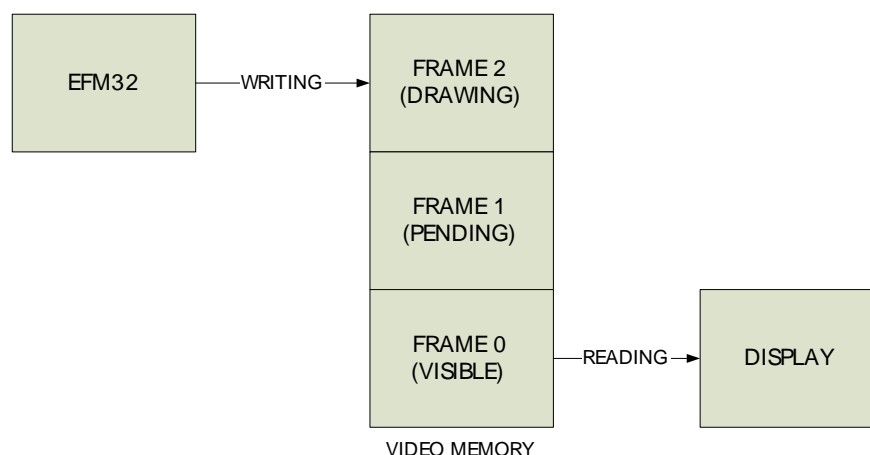 EFM32
WRITING
FRAME 2
(DRAWING)
FRAME 1
(PENDING)
FRAME 0
(VISIBLE)
READING
DISPLAY
VIDEO MEMORY